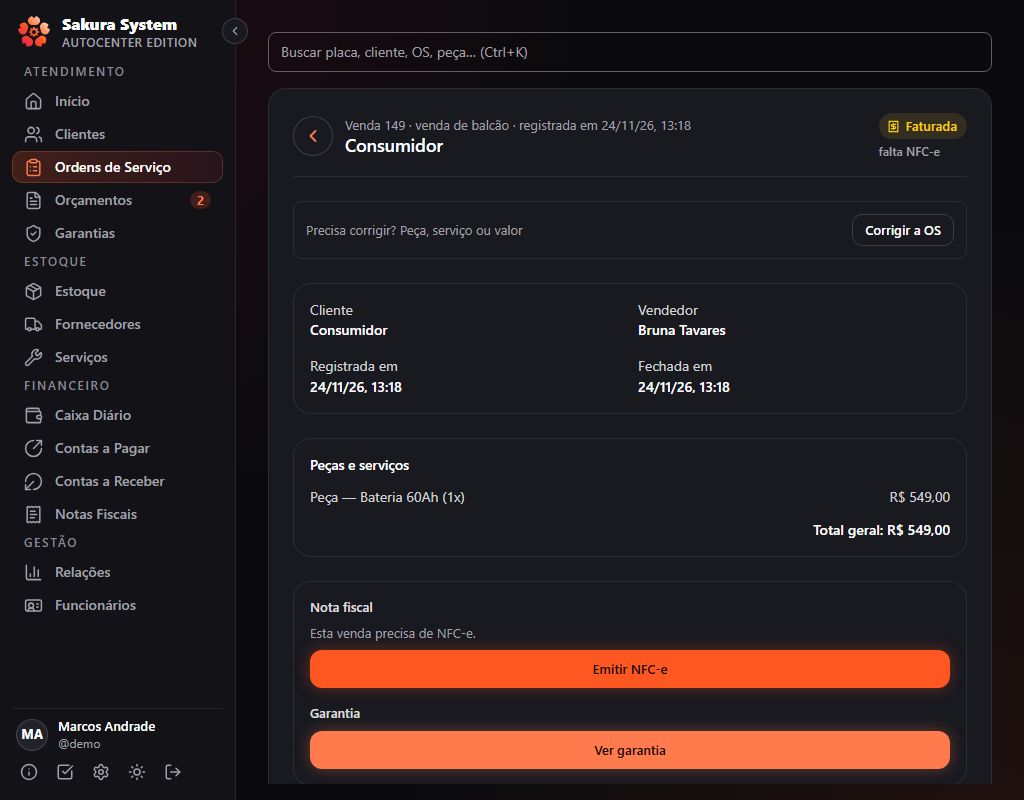 Sakura System
AUTOCENTER EDITION
ATENDIMENTO
Início
Clientes
Ordens de Serviço
Orçamentos 2
Garantias
ESTOQUE
Estoque
Fornecedores
Serviços
FINANCEIRO
Caixa Diário
Contas a Pagar
Contas a Receber
Notas Fiscais
GESTÃO
Relações
Funcionários
MA
Marcos Andrade
@demo
Buscar placa, cliente, OS, peça... (Ctrl+K)
Venda 149 · venda de balcão · registrada em 24/11/26, 13:18
Consumidor
Faturada
falta NFC-e
Precisa corrigir? Peça, serviço ou valor
Corrigir a OS
Cliente
Consumidor
Vendedor
Bruna Tavares
Registrada em
24/11/26, 13:18
Fechada em
24/11/26, 13:18
Peças e serviços
Peça — Bateria 60Ah (1x) R$ 549,00
Total geral: R$ 549,00
Nota fiscal
Esta venda precisa de NFC-e.
Emitir NFC-e
Garantia
Ver garantia